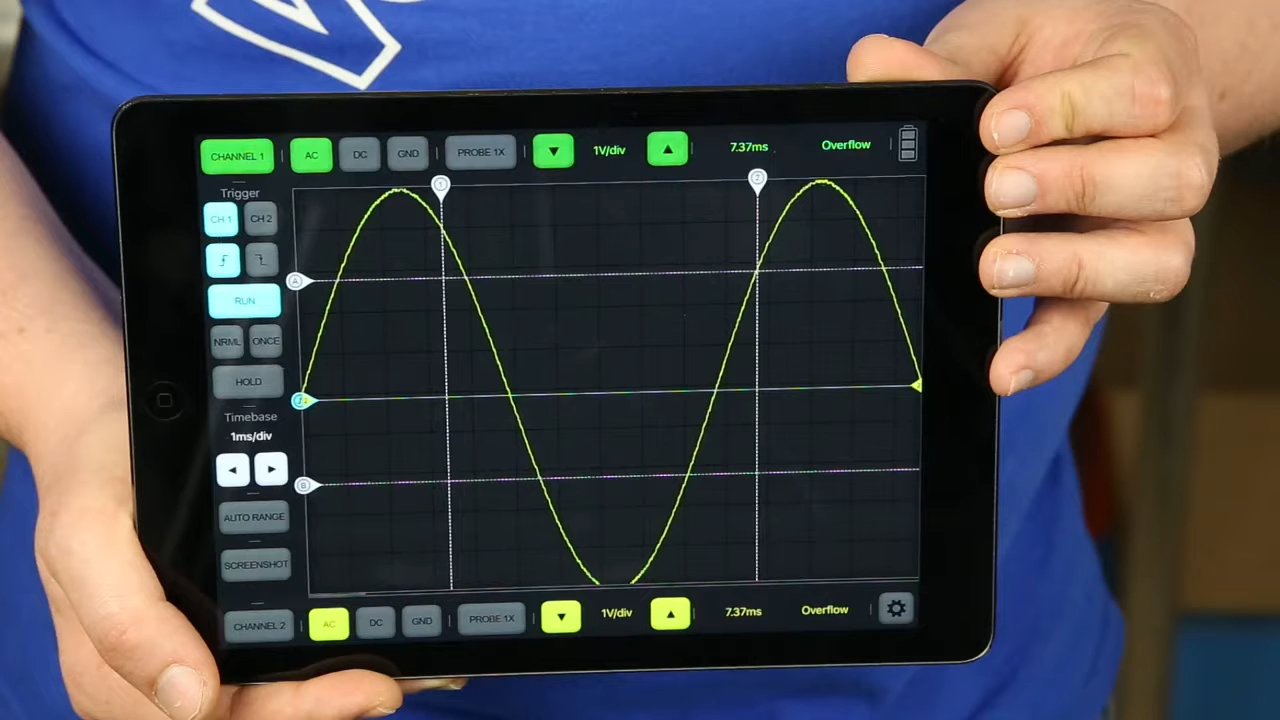 CHANNEL 1 AC DC GND PROBE 1X ▼ 1V/div ▲ 7.37ms Overflow
Trigger
CH 1 CH 2
RUN
NRML ONCE
HOLD
Timebase
1ms/div
◄ ►
AUTO RANGE
SCREENSHOT
1 2
A
B
CHANNEL 2 AC DC GND PROBE 1X ▼ 1V/div ▲ 7.37ms Overflow